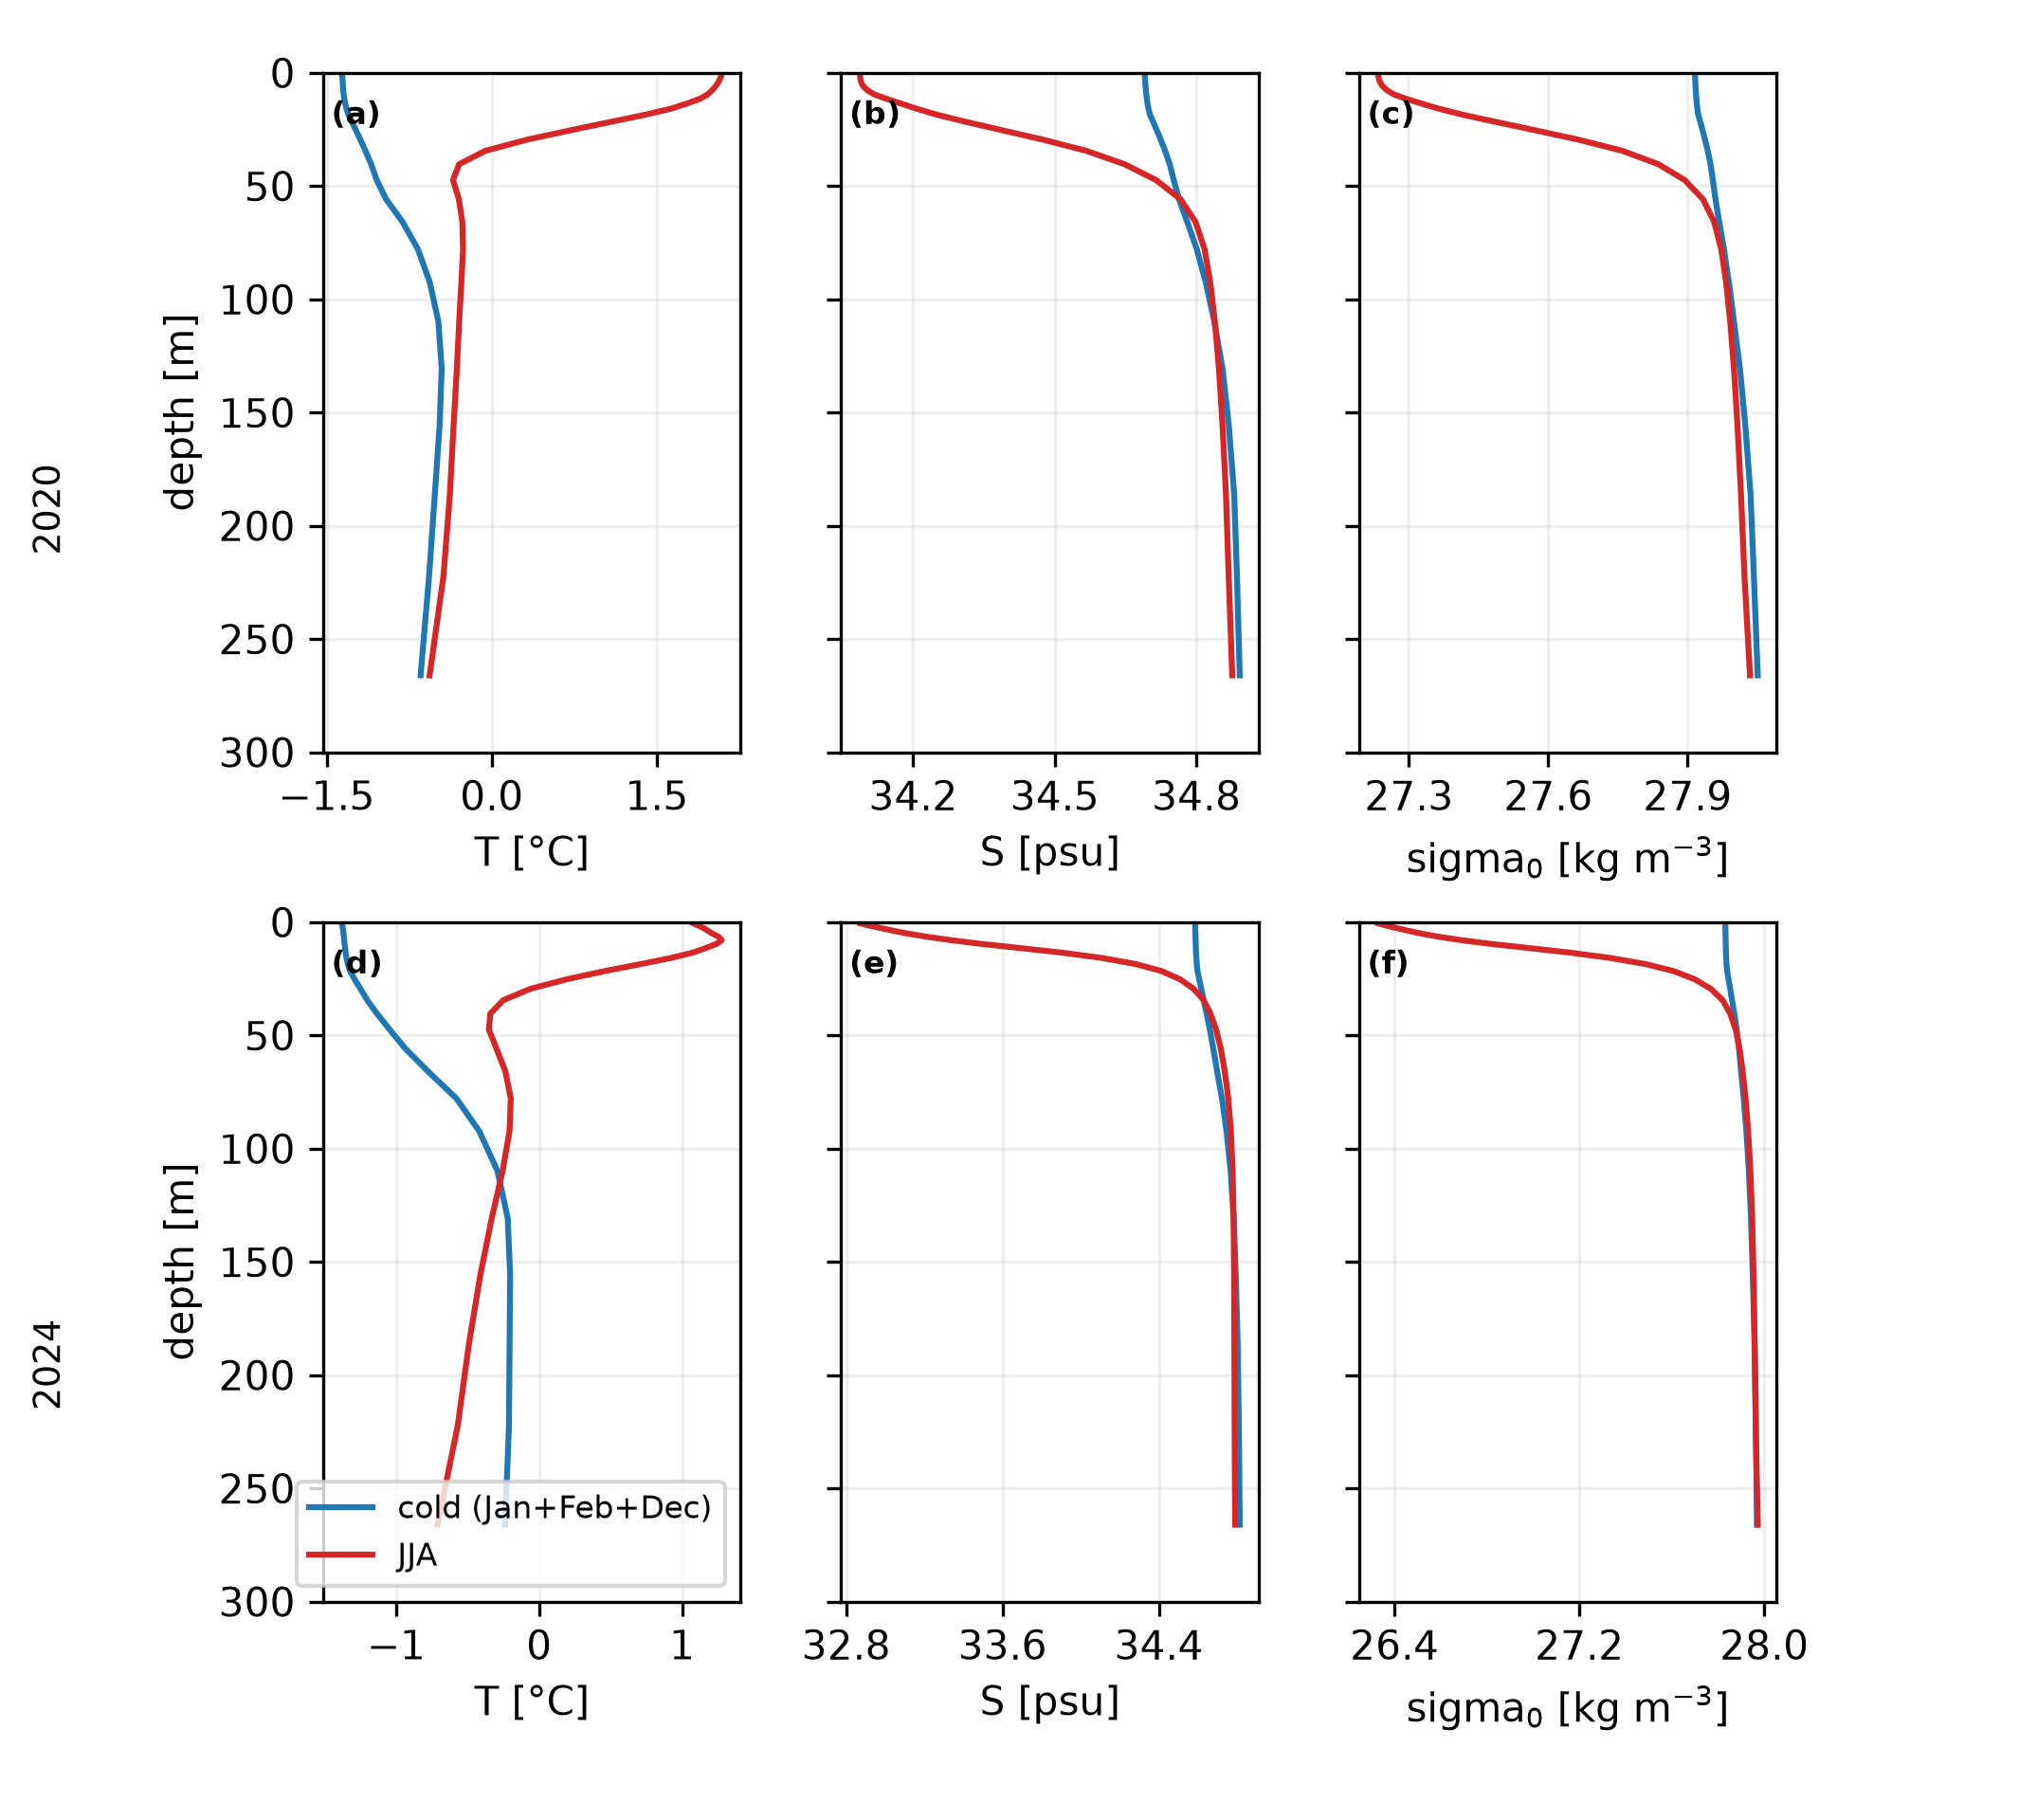 2020
depth [m]
0
50
100
150
200
250
300
(a)
−1.5 0.0 1.5
T [°C]
(b)
34.2 34.5 34.8
S [psu]
(c)
27.3 27.6 27.9
sigma₀ [kg m⁻³]
2024
depth [m]
0
50
100
150
200
250
300
(d)
cold (Jan+Feb+Dec)
JJA
−1 0 1
T [°C]
(e)
32.8 33.6 34.4
S [psu]
(f)
26.4 27.2 28.0
sigma₀ [kg m⁻³]